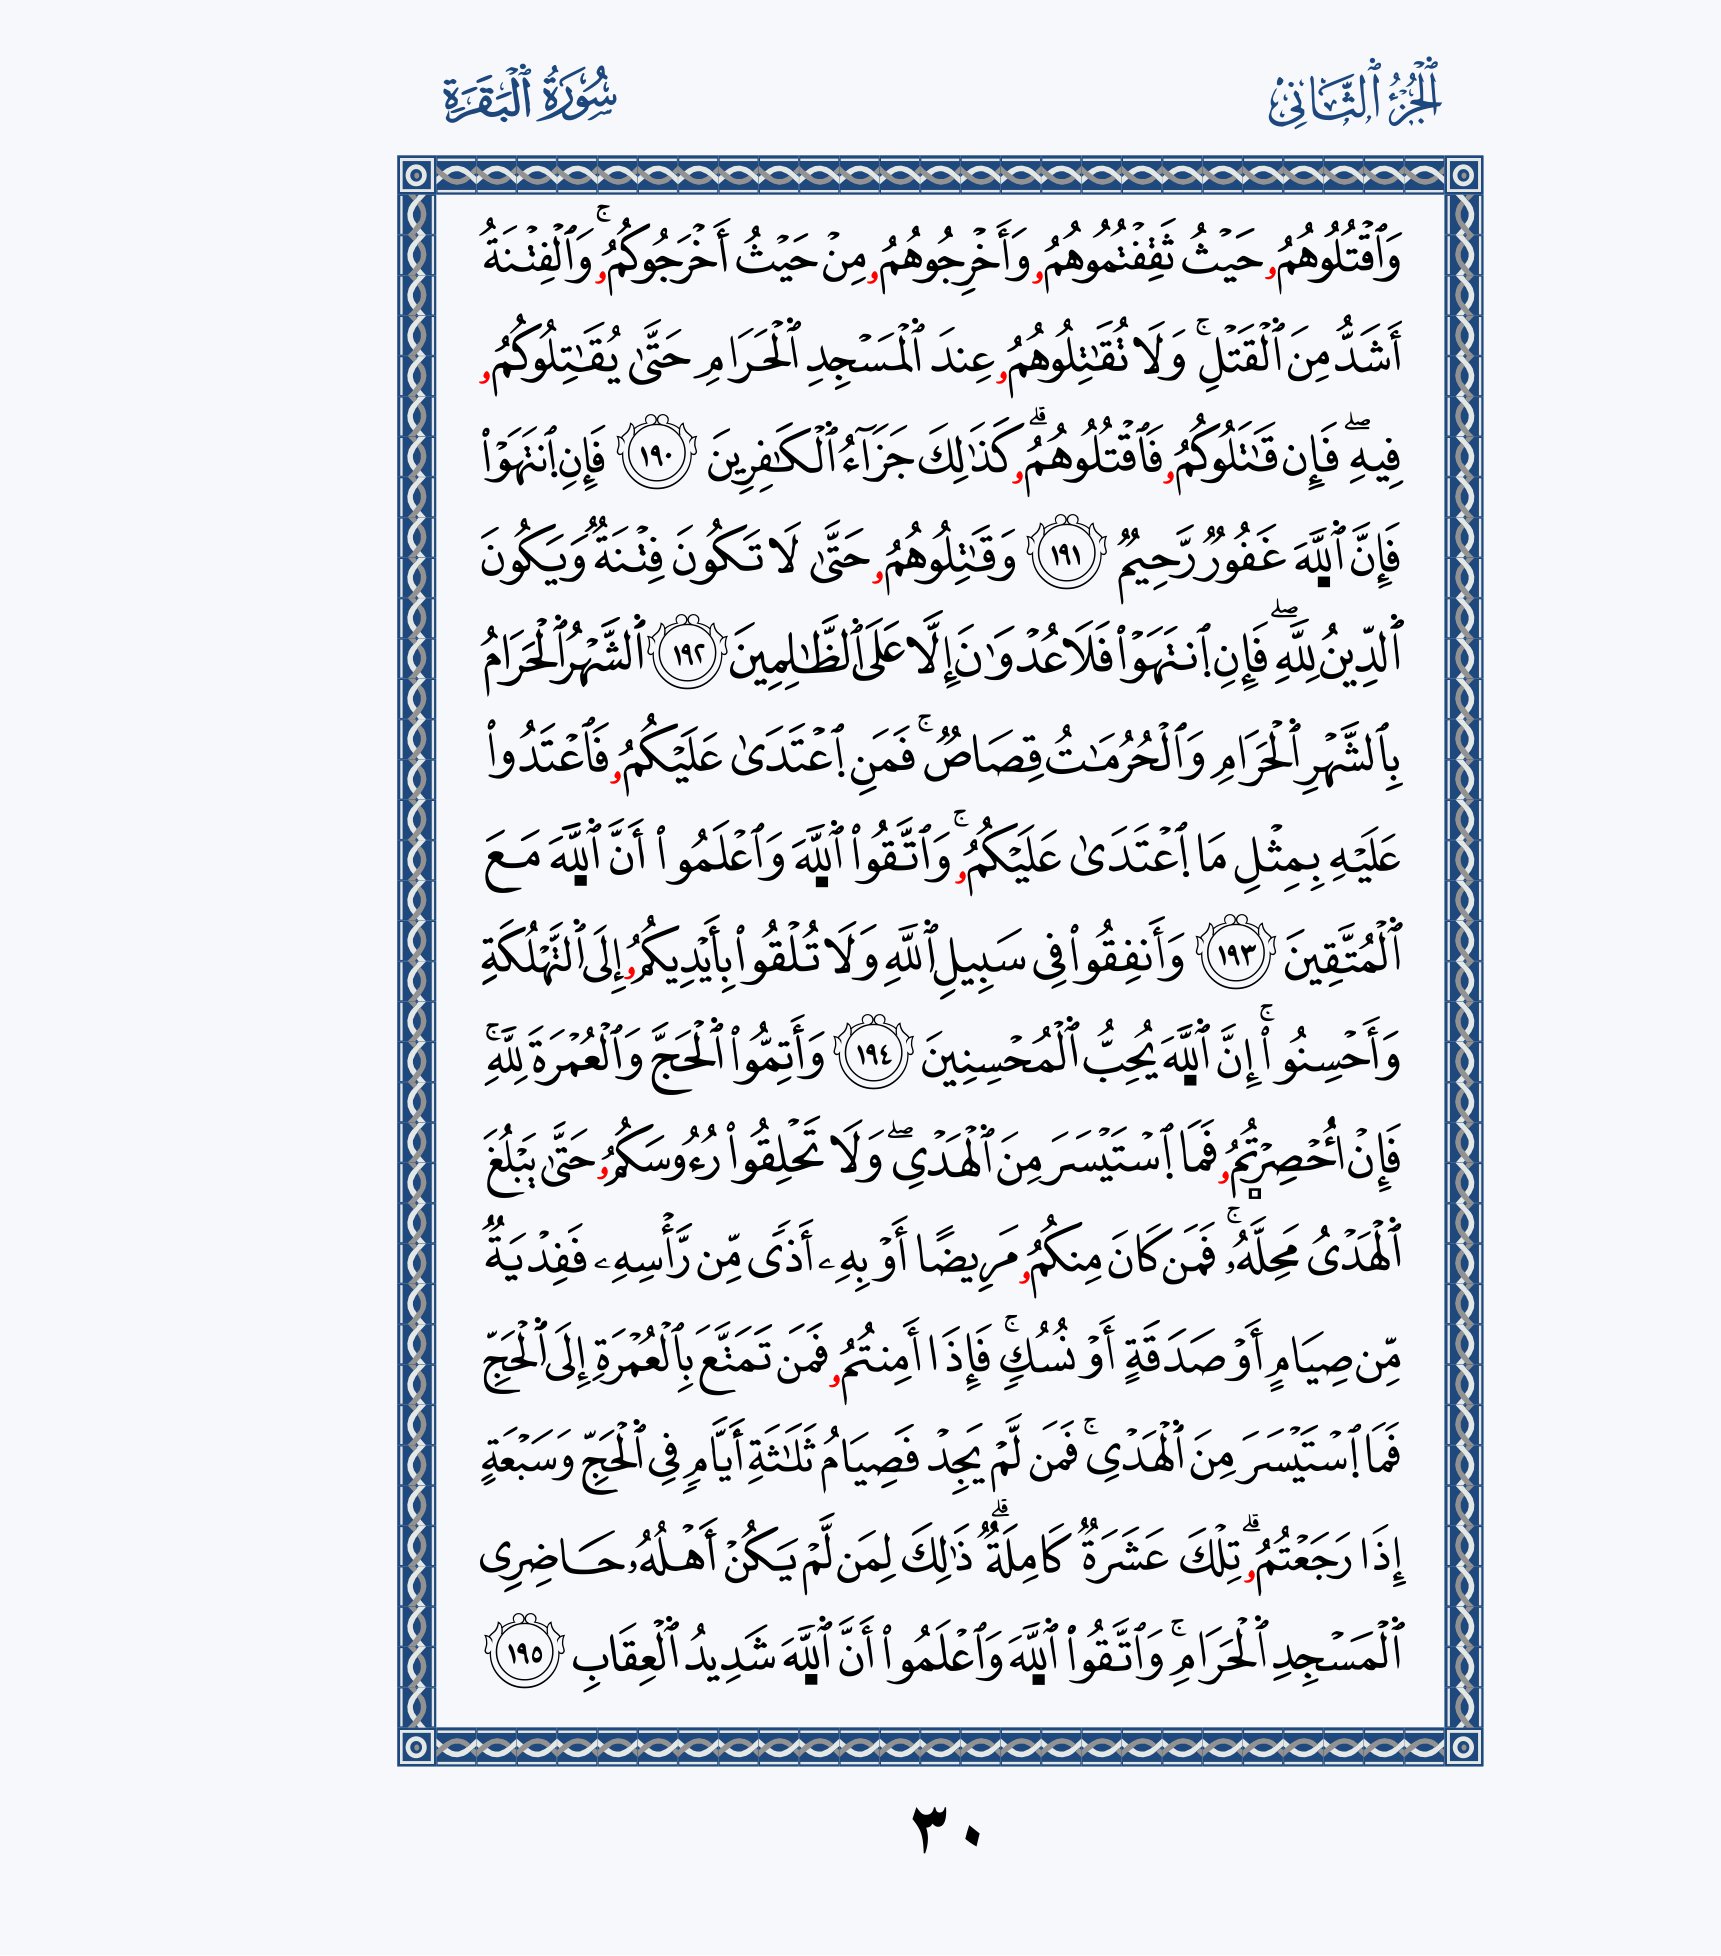 ٱلْجُزْءُ ٱلثَّانِى
سُورَةُ ٱلْبَقَرَةِ
وَٱقْتُلُوهُمُۥ حَيْثُ ثَقِفْتُمُوهُمُۥ وَأَخْرِجُوهُمُۥ مِنْ حَيْثُ أَخْرَجُوكُمُۥۚ وَٱلْفِتْنَةُ
أَشَدُّ مِنَ ٱلْقَتْلِۚ وَلَا تُقَٰتِلُوهُمُۥ عِندَ ٱلْمَسْجِدِ ٱلْحَرَامِ حَتَّىٰ يُقَٰتِلُوكُمُۥ
فِيهِۖ فَإِن قَٰتَلُوكُمُۥ فَٱقْتُلُوهُمُۥۗ كَذَٰلِكَ جَزَآءُ ٱلْكَٰفِرِينَ ١٩٠ فَإِنِ ٱنتَهَوْا۟
فَإِنَّ ٱللَّهَ غَفُورٌ رَّحِيمٌ ١٩١ وَقَٰتِلُوهُمُۥ حَتَّىٰ لَا تَكُونَ فِتْنَةٌ وَيَكُونَ
ٱلدِّينُ لِلَّهِۖ فَإِنِ ٱنتَهَوْا۟ فَلَا عُدْوَٰنَ إِلَّا عَلَى ٱلظَّٰلِمِينَ ١٩٢ ٱلشَّهْرُ ٱلْحَرَامُ
بِٱلشَّهْرِ ٱلْحَرَامِ وَٱلْحُرُمَٰتُ قِصَاصٌۚ فَمَنِ ٱعْتَدَىٰ عَلَيْكُمُۥ فَٱعْتَدُوا۟
عَلَيْهِ بِمِثْلِ مَا ٱعْتَدَىٰ عَلَيْكُمُۥۚ وَٱتَّقُوا۟ ٱللَّهَ وَٱعْلَمُوا۟ أَنَّ ٱللَّهَ مَعَ
ٱلْمُتَّقِينَ ١٩٣ وَأَنفِقُوا۟ فِى سَبِيلِ ٱللَّهِ وَلَا تُلْقُوا۟ بِأَيْدِيكُمُۥ إِلَى ٱلتَّهْلُكَةِ
وَأَحْسِنُوا۟ۚ إِنَّ ٱللَّهَ يُحِبُّ ٱلْمُحْسِنِينَ ١٩٤ وَأَتِمُّوا۟ ٱلْحَجَّ وَٱلْعُمْرَةَ لِلَّهِۚ
فَإِنْ أُحْصِرْتُمُۥ فَمَا ٱسْتَيْسَرَ مِنَ ٱلْهَدْىِۖ وَلَا تَحْلِقُوا۟ رُءُوسَكُمُۥ حَتَّىٰ يَبْلُغَ
ٱلْهَدْىُ مَحِلَّهُۥۚ فَمَن كَانَ مِنكُمُۥ مَرِيضًا أَوْ بِهِۦ أَذًى مِّن رَّأْسِهِۦ فَفِدْيَةٌ
مِّن صِيَامٍ أَوْ صَدَقَةٍ أَوْ نُسُكٍۚ فَإِذَا أَمِنتُمُۥ فَمَن تَمَتَّعَ بِٱلْعُمْرَةِ إِلَى ٱلْحَجِّ
فَمَا ٱسْتَيْسَرَ مِنَ ٱلْهَدْىِۚ فَمَن لَّمْ يَجِدْ فَصِيَامُ ثَلَٰثَةِ أَيَّامٍ فِى ٱلْحَجِّ وَسَبْعَةٍ
إِذَا رَجَعْتُمُۥۗ تِلْكَ عَشَرَةٌ كَامِلَةٌۗ ذَٰلِكَ لِمَن لَّمْ يَكُنْ أَهْلُهُۥ حَاضِرِى
ٱلْمَسْجِدِ ٱلْحَرَامِۚ وَٱتَّقُوا۟ ٱللَّهَ وَٱعْلَمُوا۟ أَنَّ ٱللَّهَ شَدِيدُ ٱلْعِقَابِ ١٩٥
٣٠